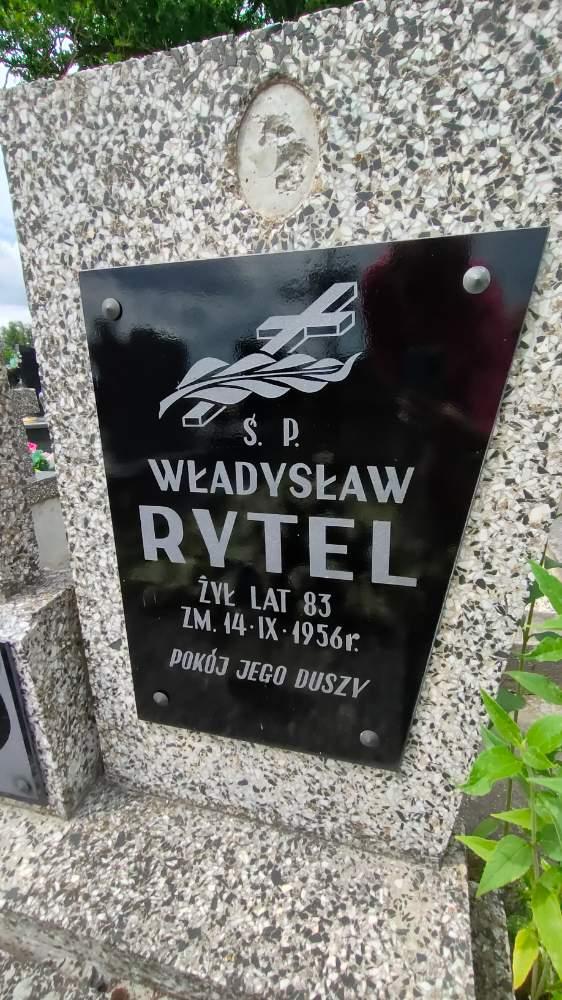 Ś. P.
WŁADYSŁAW
RYTEL
ŻYŁ LAT 83
ZM. 14·IX·1956r.
POKÓJ JEGO DUSZY